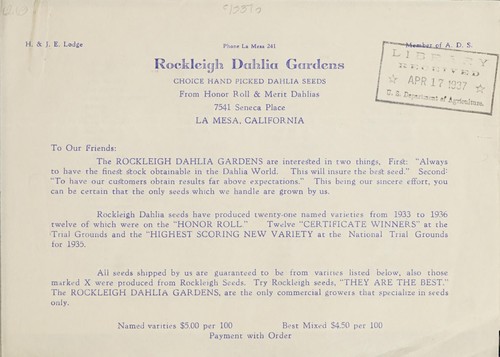 H. & J. E. Lodge
Phone La Mesa 241
Member of A. D. S.
Rockleigh Dahlia Gardens
CHOICE HAND PICKED DAHLIA SEEDS
From Honor Roll & Merit Dahlias
7541 Seneca Place
LA MESA, CALIFORNIA
LIBRARY
RECEIVED
☆ APR 17 1937 ☆
U. S. Department of Agriculture.
To Our Friends:
The ROCKLEIGH DAHLIA GARDENS are interested in two things, First: "Always
to have the finest stock obtainable in the Dahlia World. This will insure the best seed." Second:
"To have our customers obtain results far above expectations." This being our sincere effort, you
can be certain that the only seeds which we handle are grown by us.
Rockleigh Dahlia seeds have produced twenty-one named varieties from 1933 to 1936
twelve of which were on the "HONOR ROLL." Twelve "CERTIFICATE WINNERS" at the
Trial Grounds and the "HIGHEST SCORING NEW VARIETY at the National Trial Grounds
for 1935.
All seeds shipped by us are guaranteed to be from varities listed below, also those
marked X were produced from Rockleigh Seeds. Try Rockleigh seeds, "THEY ARE THE BEST."
The ROCKLEIGH DAHLIA GARDENS, are the only commercial growers that specialize in seeds
only.
Named varities $5.00 per 100 Best Mixed $4.50 per 100
Payment with Order